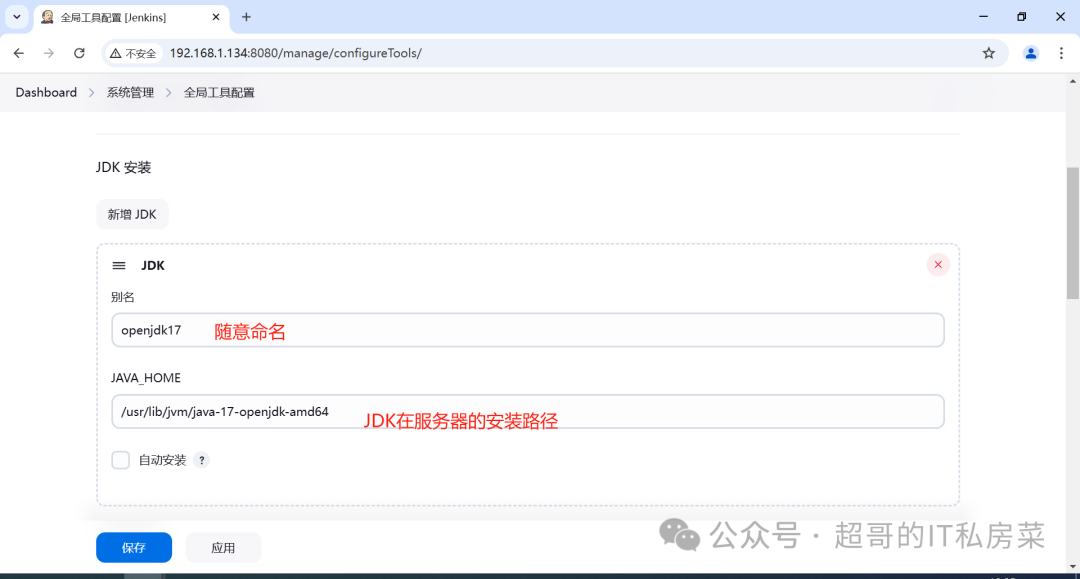 全局工具配置 [Jenkins]
不安全 192.168.1.134:8080/manage/configureTools/
Dashboard 系统管理 全局工具配置
JDK 安装
新增 JDK
JDK
别名
openjdk17 随意命名
JAVA_HOME
/usr/lib/jvm/java-17-openjdk-amd64 JDK在服务器的安装路径
自动安装 ?
保存 应用
公众号 · 超哥的IT私房菜